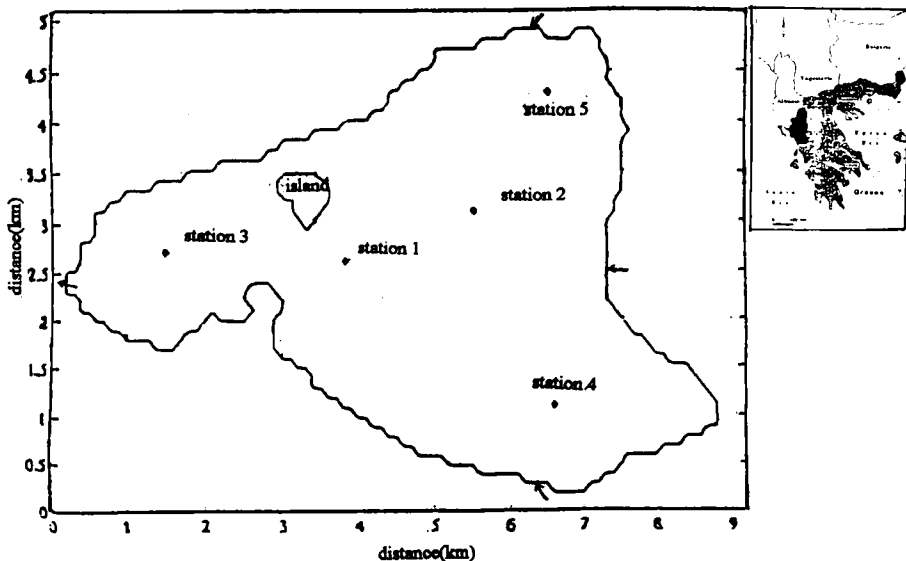 5
4.5
4
3.5
3
2.5
2
1.5
1
0.5
0
distance(km)
station 5
island
station 2
station 3
station 1
station 4
0 1 2 3 4 5 6 7 8 9
distance(km)
Greece